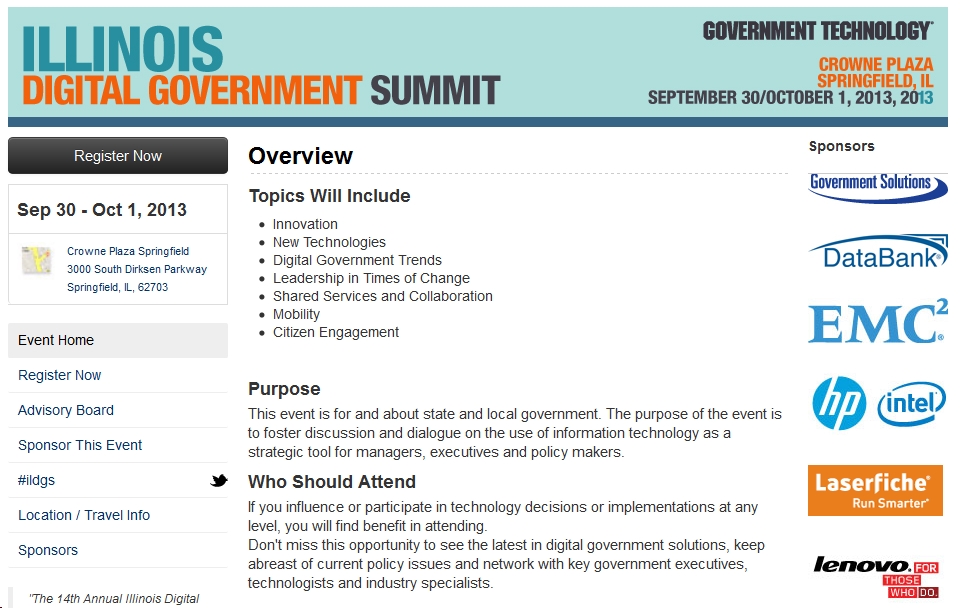 ILLINOIS
DIGITAL GOVERNMENT SUMMIT
GOVERNMENT TECHNOLOGY®
CROWNE PLAZA
SPRINGFIELD, IL
SEPTEMBER 30/OCTOBER 1, 2013, 2013
Register Now
Sep 30 - Oct 1, 2013
Crowne Plaza Springfield
3000 South Dirksen Parkway
Springfield, IL, 62703
Event Home
Register Now
Advisory Board
Sponsor This Event
#ildgs
Location / Travel Info
Sponsors
"The 14th Annual Illinois Digital
Overview
Topics Will Include
• Innovation
• New Technologies
• Digital Government Trends
• Leadership in Times of Change
• Shared Services and Collaboration
• Mobility
• Citizen Engagement
Purpose
This event is for and about state and local government. The purpose of the event is
to foster discussion and dialogue on the use of information technology as a
strategic tool for managers, executives and policy makers.
Who Should Attend
If you influence or participate in technology decisions or implementations at any
level, you will find benefit in attending.
Don't miss this opportunity to see the latest in digital government solutions, keep
abreast of current policy issues and network with key government executives,
technologists and industry specialists.
Sponsors
Government Solutions
DataBank®
EMC²®
hp
intel®
Laserfiche®
Run Smarter®
lenovo. FOR
THOSE
WHO DO.